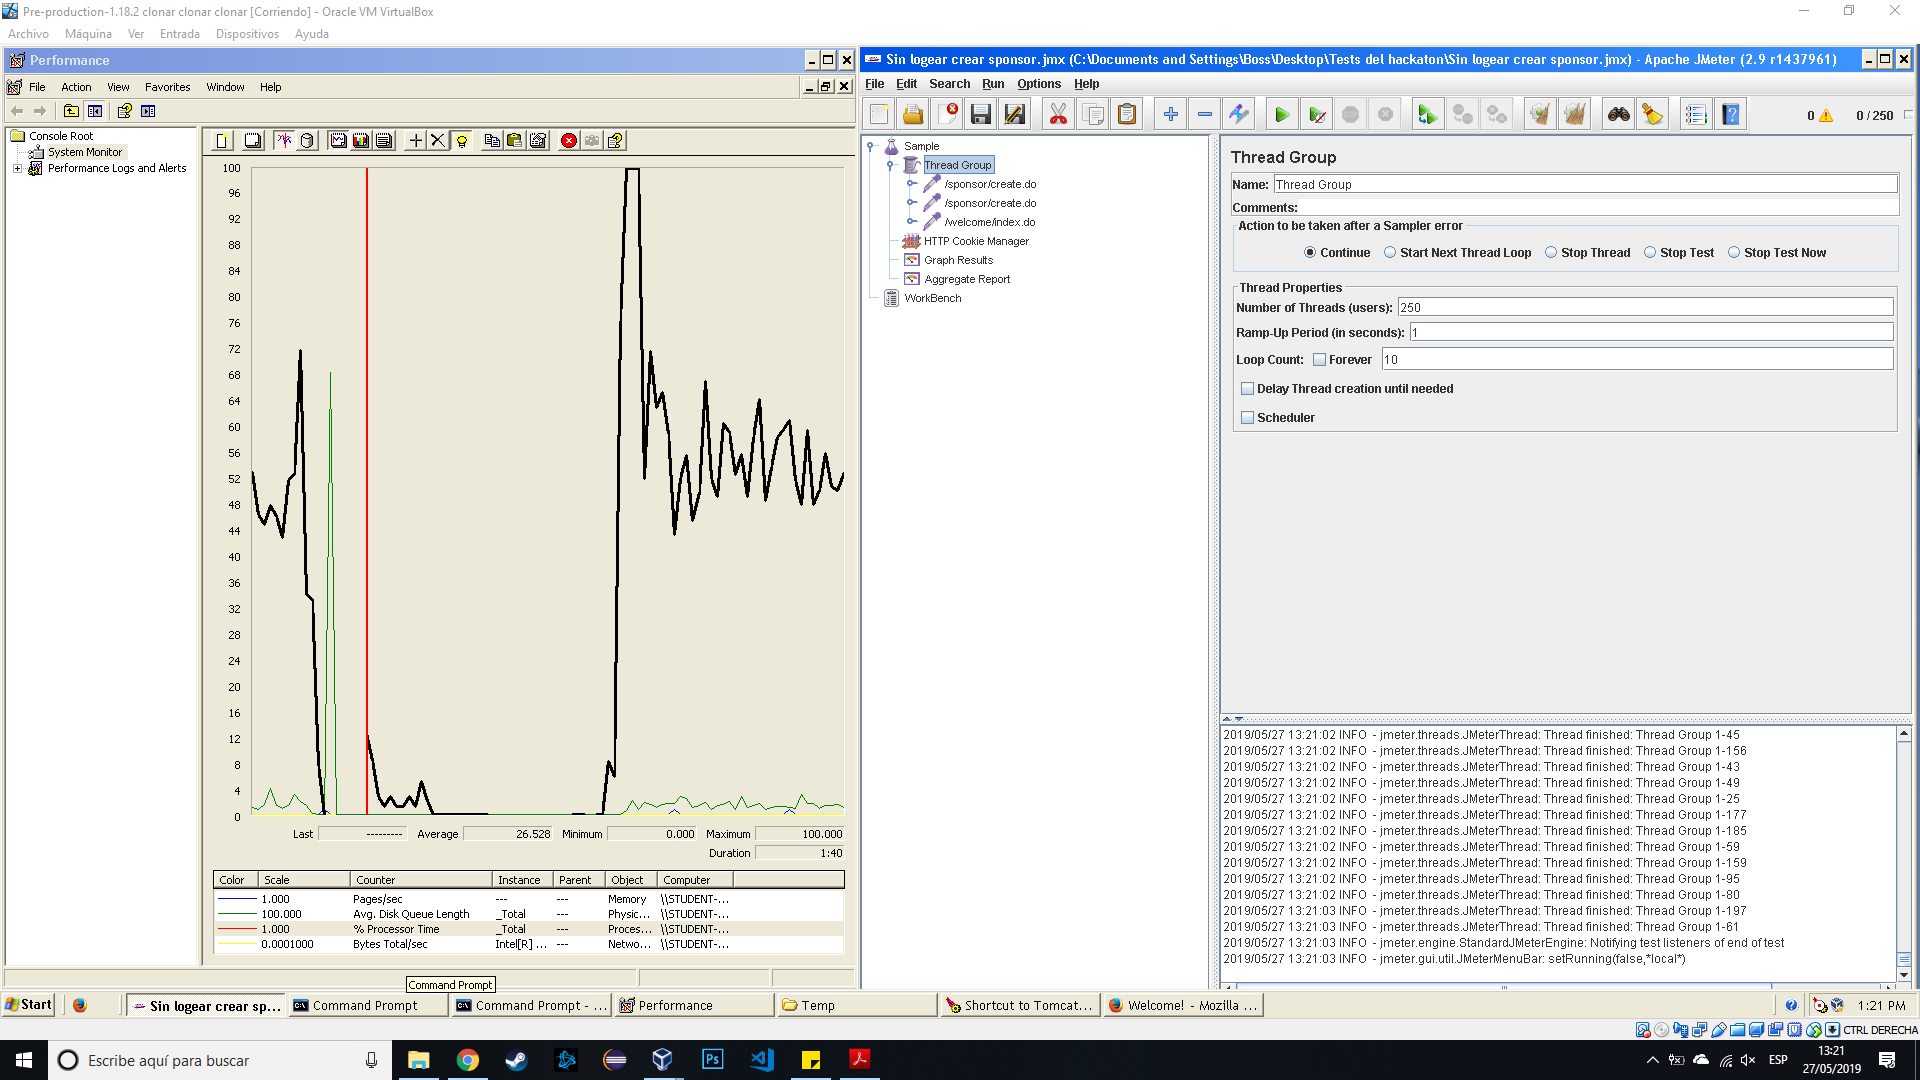 Pre-production-1.18.2 clonar clonar clonar [Corriendo] - Oracle VM VirtualBox
Archivo Máquina Ver Entrada Dispositivos Ayuda
Performance
File Action View Favorites Window Help
Console Root
System Monitor
Performance Logs and Alerts
100
96
92
88
84
80
76
72
68
64
60
56
52
48
44
40
36
32
28
24
20
16
12
8
4
0
Last --------- Average 26.528 Minimum 0.000 Maximum 100.000
Duration 1:40
Color Scale Counter Instance Parent Object Computer
1.000 Pages/sec --- --- Memory \\STUDENT-...
100.000 Avg. Disk Queue Length _Total --- Physic... \\STUDENT-...
1.000 % Processor Time _Total --- Proces... \\STUDENT-...
0.0001000 Bytes Total/sec Intel[R] ... --- Netwo... \\STUDENT-...
Command Prompt
Sin logear crear sponsor.jmx (C:\Documents and Settings\Boss\Desktop\Tests del hackaton\Sin logear crear sponsor.jmx) - Apache JMeter (2.9 r1437961)
File Edit Search Run Options Help
0 0 / 250
Sample
Thread Group
/sponsor/create.do
/sponsor/create.do
/welcome/index.do
HTTP Cookie Manager
Graph Results
Aggregate Report
WorkBench
Thread Group
Name: Thread Group
Comments:
Action to be taken after a Sampler error
Continue Start Next Thread Loop Stop Thread Stop Test Stop Test Now
Thread Properties
Number of Threads (users): 250
Ramp-Up Period (in seconds): 1
Loop Count: Forever 10
Delay Thread creation until needed
Scheduler
2019/05/27 13:21:02 INFO - jmeter.threads.JMeterThread: Thread finished: Thread Group 1-45
2019/05/27 13:21:02 INFO - jmeter.threads.JMeterThread: Thread finished: Thread Group 1-156
2019/05/27 13:21:02 INFO - jmeter.threads.JMeterThread: Thread finished: Thread Group 1-43
2019/05/27 13:21:02 INFO - jmeter.threads.JMeterThread: Thread finished: Thread Group 1-49
2019/05/27 13:21:02 INFO - jmeter.threads.JMeterThread: Thread finished: Thread Group 1-25
2019/05/27 13:21:02 INFO - jmeter.threads.JMeterThread: Thread finished: Thread Group 1-177
2019/05/27 13:21:02 INFO - jmeter.threads.JMeterThread: Thread finished: Thread Group 1-185
2019/05/27 13:21:02 INFO - jmeter.threads.JMeterThread: Thread finished: Thread Group 1-59
2019/05/27 13:21:02 INFO - jmeter.threads.JMeterThread: Thread finished: Thread Group 1-159
2019/05/27 13:21:02 INFO - jmeter.threads.JMeterThread: Thread finished: Thread Group 1-95
2019/05/27 13:21:02 INFO - jmeter.threads.JMeterThread: Thread finished: Thread Group 1-80
2019/05/27 13:21:03 INFO - jmeter.threads.JMeterThread: Thread finished: Thread Group 1-197
2019/05/27 13:21:03 INFO - jmeter.threads.JMeterThread: Thread finished: Thread Group 1-61
2019/05/27 13:21:03 INFO - jmeter.engine.StandardJMeterEngine: Notifying test listeners of end of test
2019/05/27 13:21:03 INFO - jmeter.gui.util.JMeterMenuBar: setRunning(false,*local*)
Start Sin logear crear sp... Command Prompt Command Prompt - ... Performance Temp Shortcut to Tomcat... Welcome! - Mozilla ... 1:21 PM
CTRL DERECHA
Escribe aquí para buscar
ESP
13:21
27/05/2019